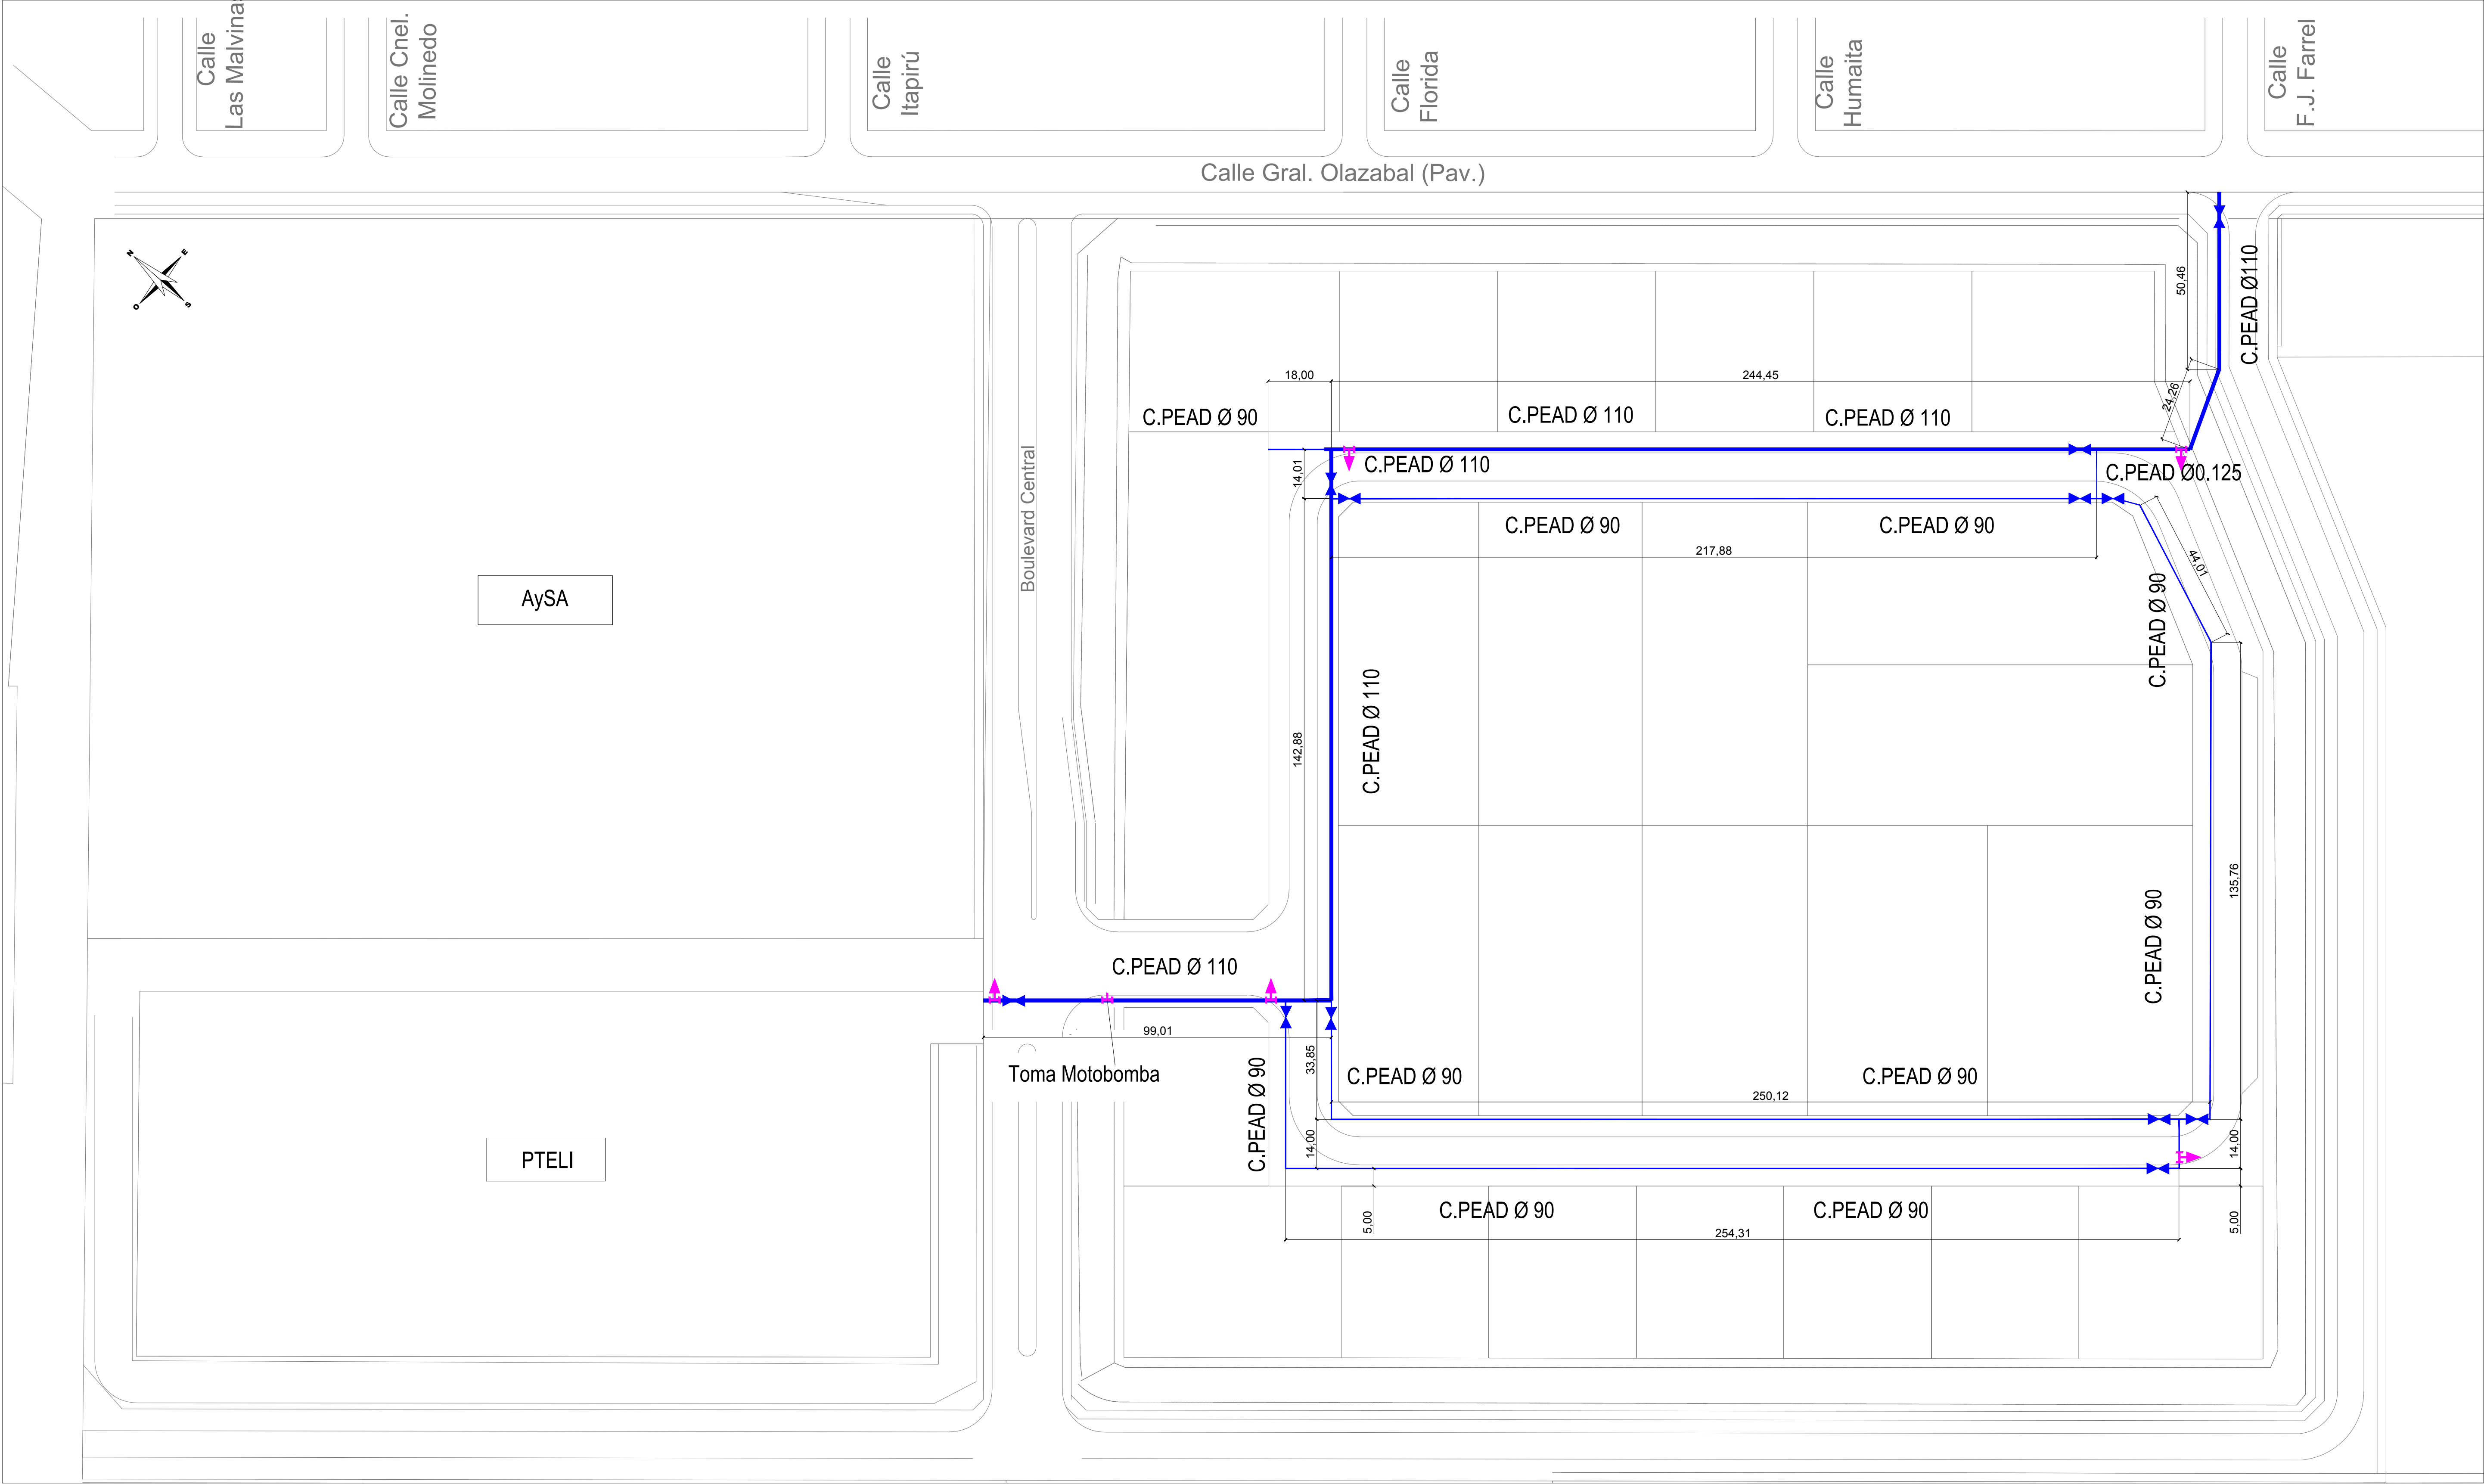 Calle
Las Malvinas
Calle Cnel.
Molinedo
Calle
Itapirú
Calle
Florida
Calle
Humaita
Calle
F.J. Farrel
Calle Gral. Olazabal (Pav.)
N
E
O
S
50,46
C.PEAD Ø110
18,00
244,45
24,26
C.PEAD Ø 90
C.PEAD Ø 110
C.PEAD Ø 110
Boulevard Central
14,01
C.PEAD Ø 110
C.PEAD Ø0.125
C.PEAD Ø 90
C.PEAD Ø 90
217,88
44,01
AySA
C.PEAD Ø 90
C.PEAD Ø 110
142,88
135,76
C.PEAD Ø 90
C.PEAD Ø 110
99,01
Toma Motobomba
33,85
C.PEAD Ø 90
C.PEAD Ø 90
C.PEAD Ø 90
250,12
14,00
14,00
PTELI
5,00
C.PEAD Ø 90
C.PEAD Ø 90
5,00
254,31